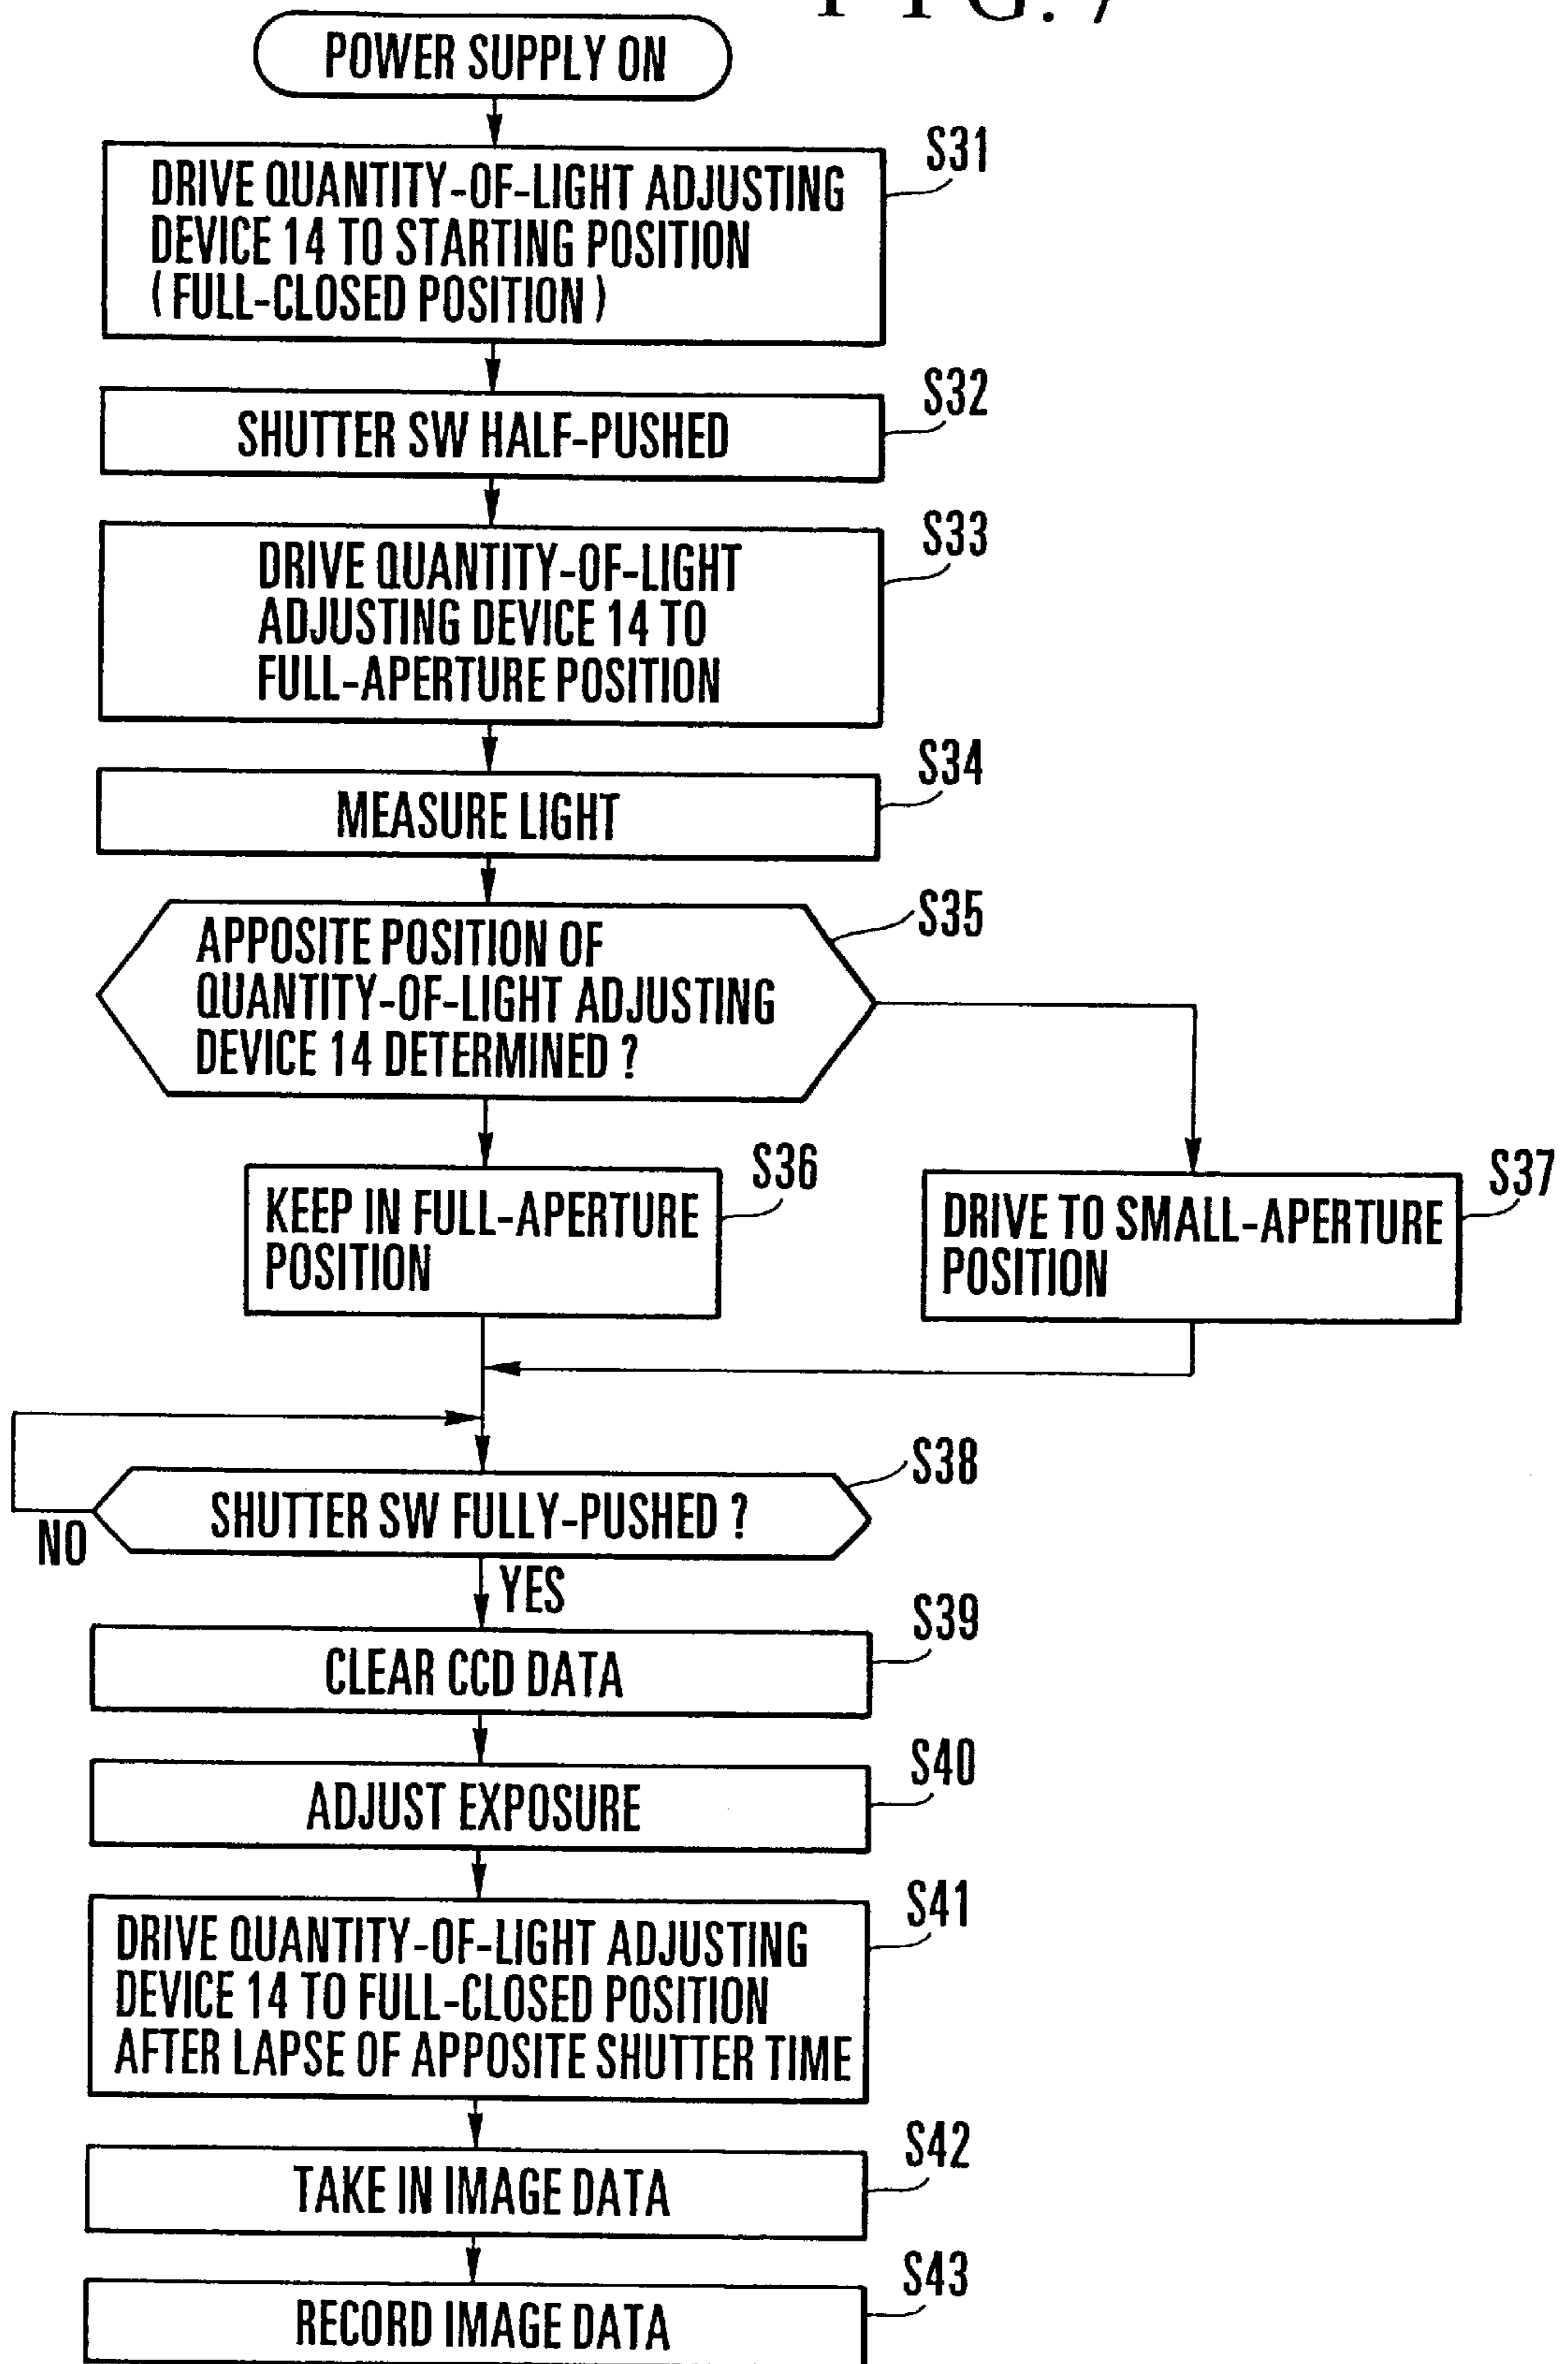 FIG. 7
POWER SUPPLY ON
S31
DRIVE QUANTITY-OF-LIGHT ADJUSTING
DEVICE 14 TO STARTING POSITION
(FULL-CLOSED POSITION)
S32
SHUTTER SW HALF-PUSHED
S33
DRIVE QUANTITY-OF-LIGHT
ADJUSTING DEVICE 14 TO
FULL-APERTURE POSITION
S34
MEASURE LIGHT
S35
APPOSITE POSITION OF
QUANTITY-OF-LIGHT ADJUSTING
DEVICE 14 DETERMINED ?
S36
KEEP IN FULL-APERTURE
POSITION
S37
DRIVE TO SMALL-APERTURE
POSITION
S38
SHUTTER SW FULLY-PUSHED ?
NO
YES
S39
CLEAR CCD DATA
S40
ADJUST EXPOSURE
S41
DRIVE QUANTITY-OF-LIGHT ADJUSTING
DEVICE 14 TO FULL-CLOSED POSITION
AFTER LAPSE OF APPOSITE SHUTTER TIME
S42
TAKE IN IMAGE DATA
S43
RECORD IMAGE DATA